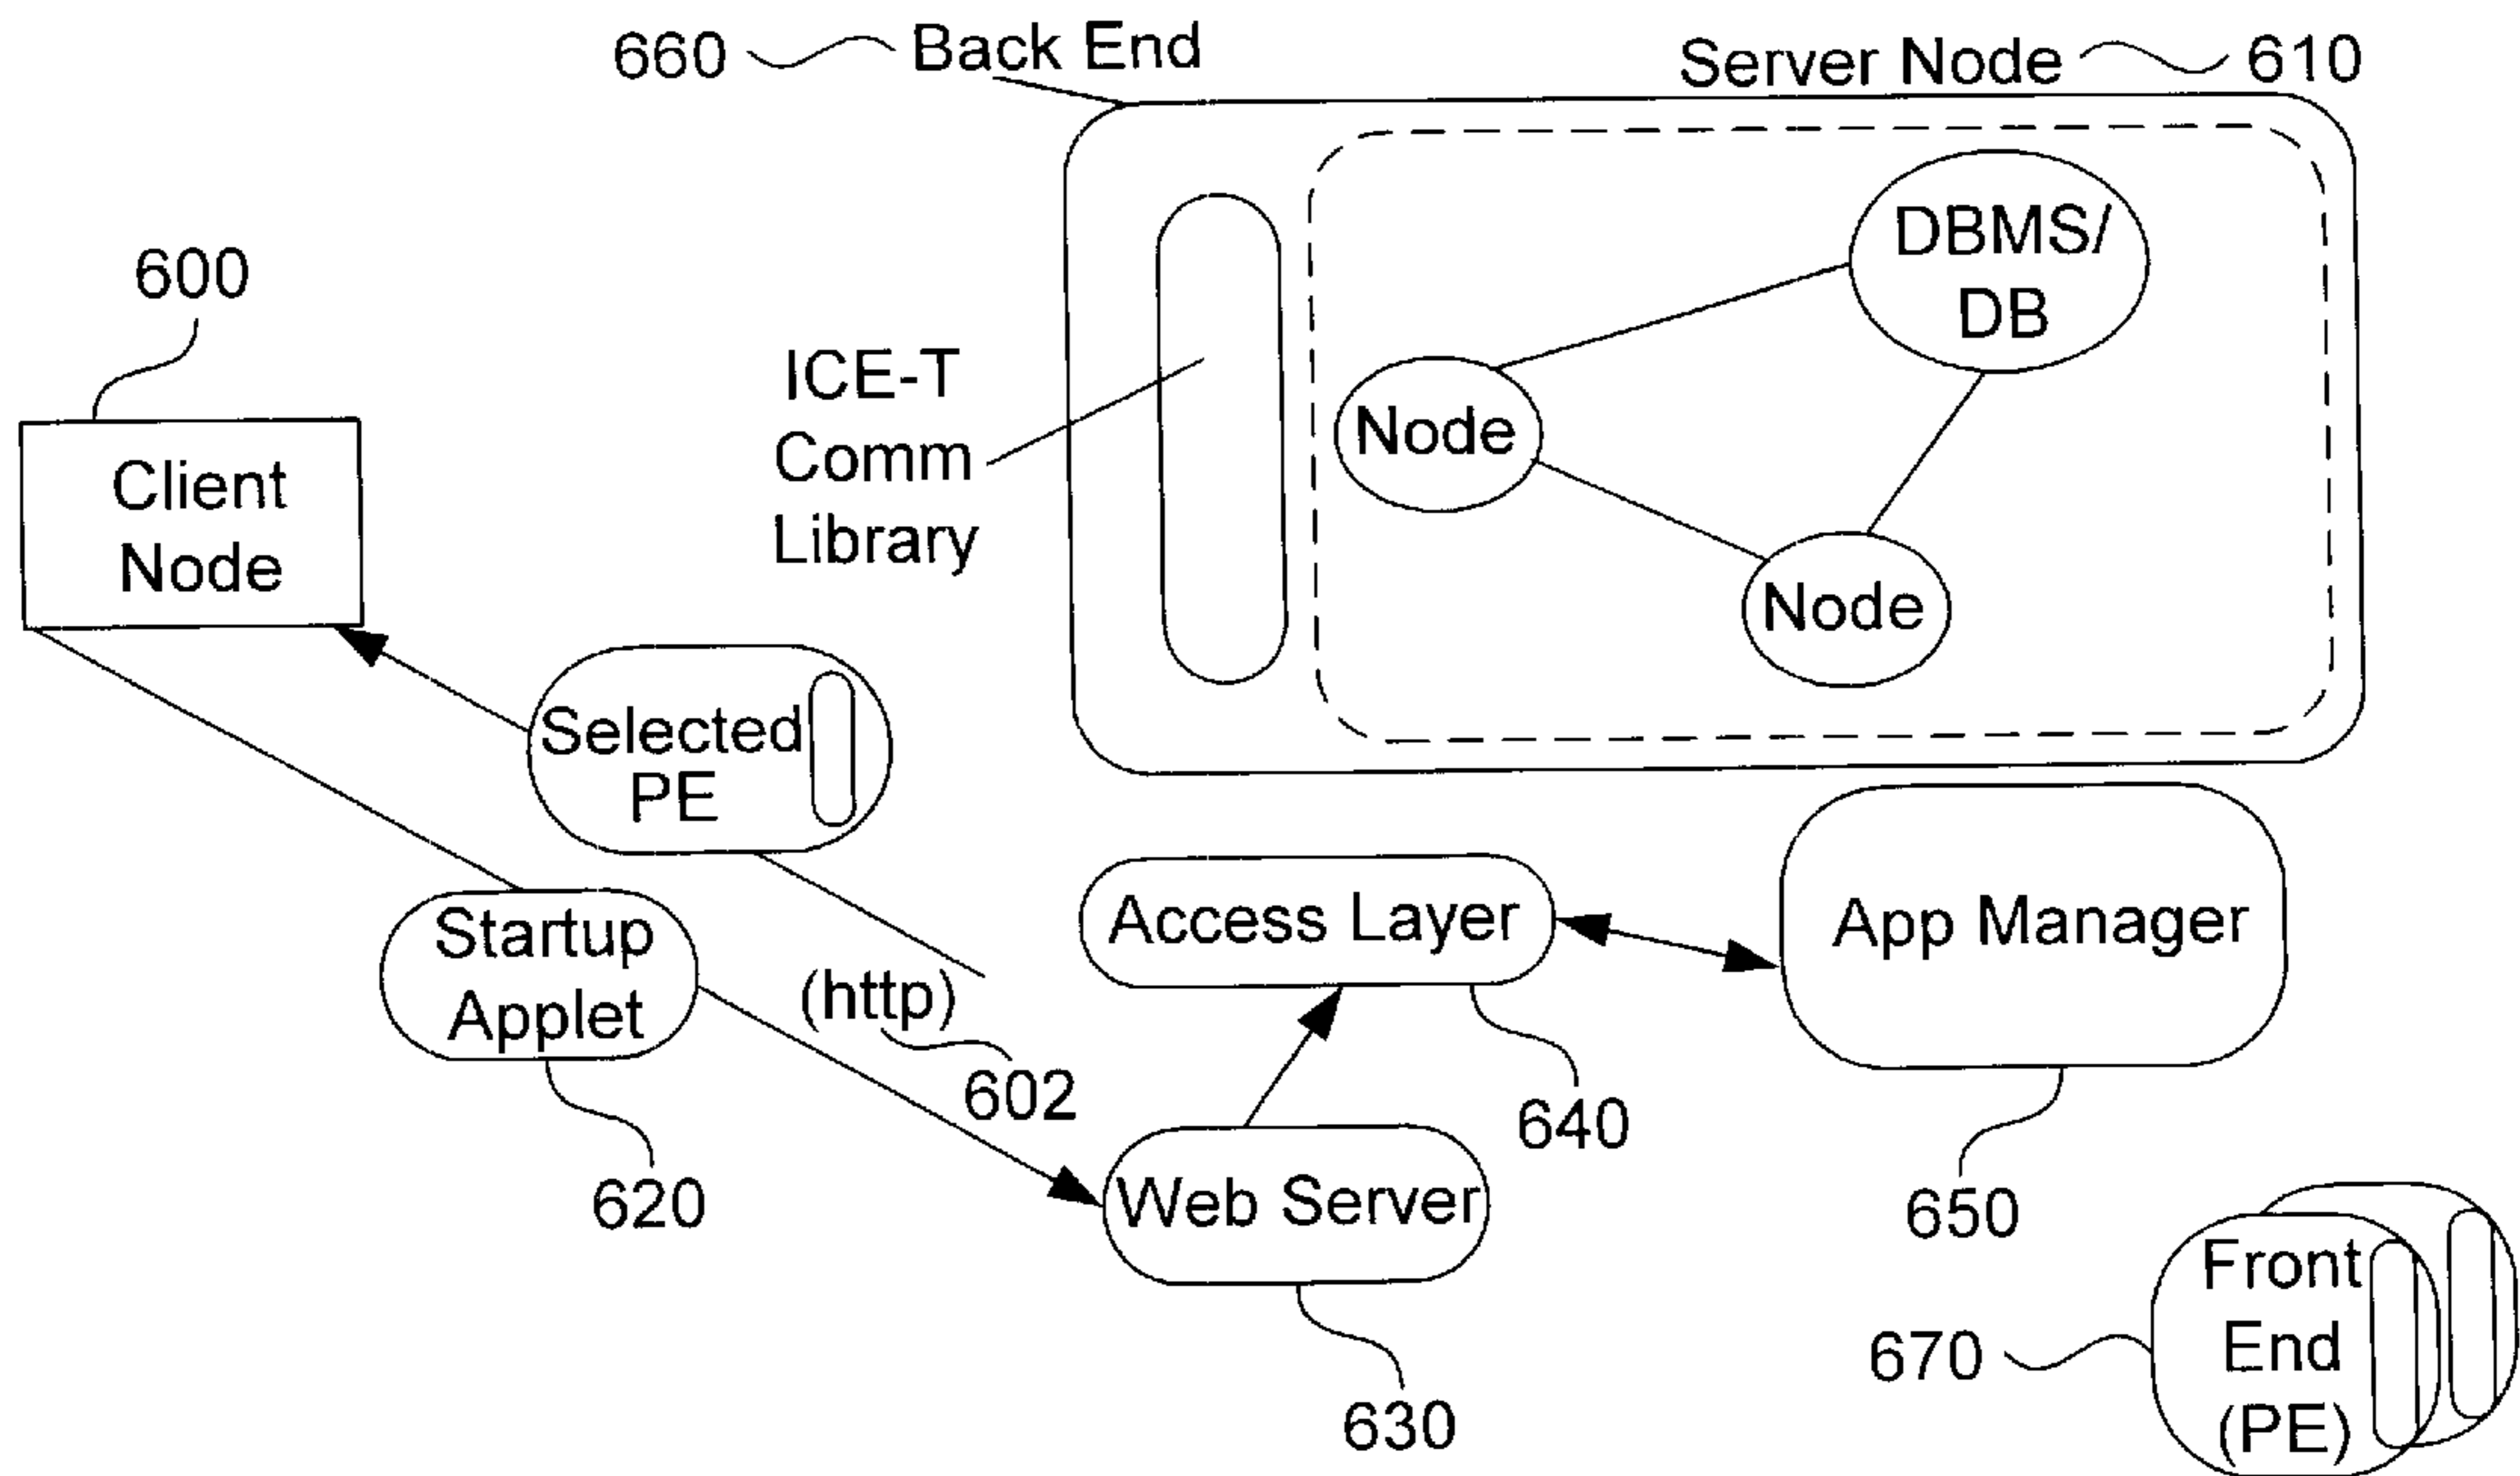 660
Back End
Server Node
610
600
DBMS/
DB
ICE-T
Comm
Library
Node
Client
Node
Node
Selected
PE
Startup
Applet
(http)
602
Access Layer
App Manager
640
620
Web Server
650
630
670
Front
End
(PE)